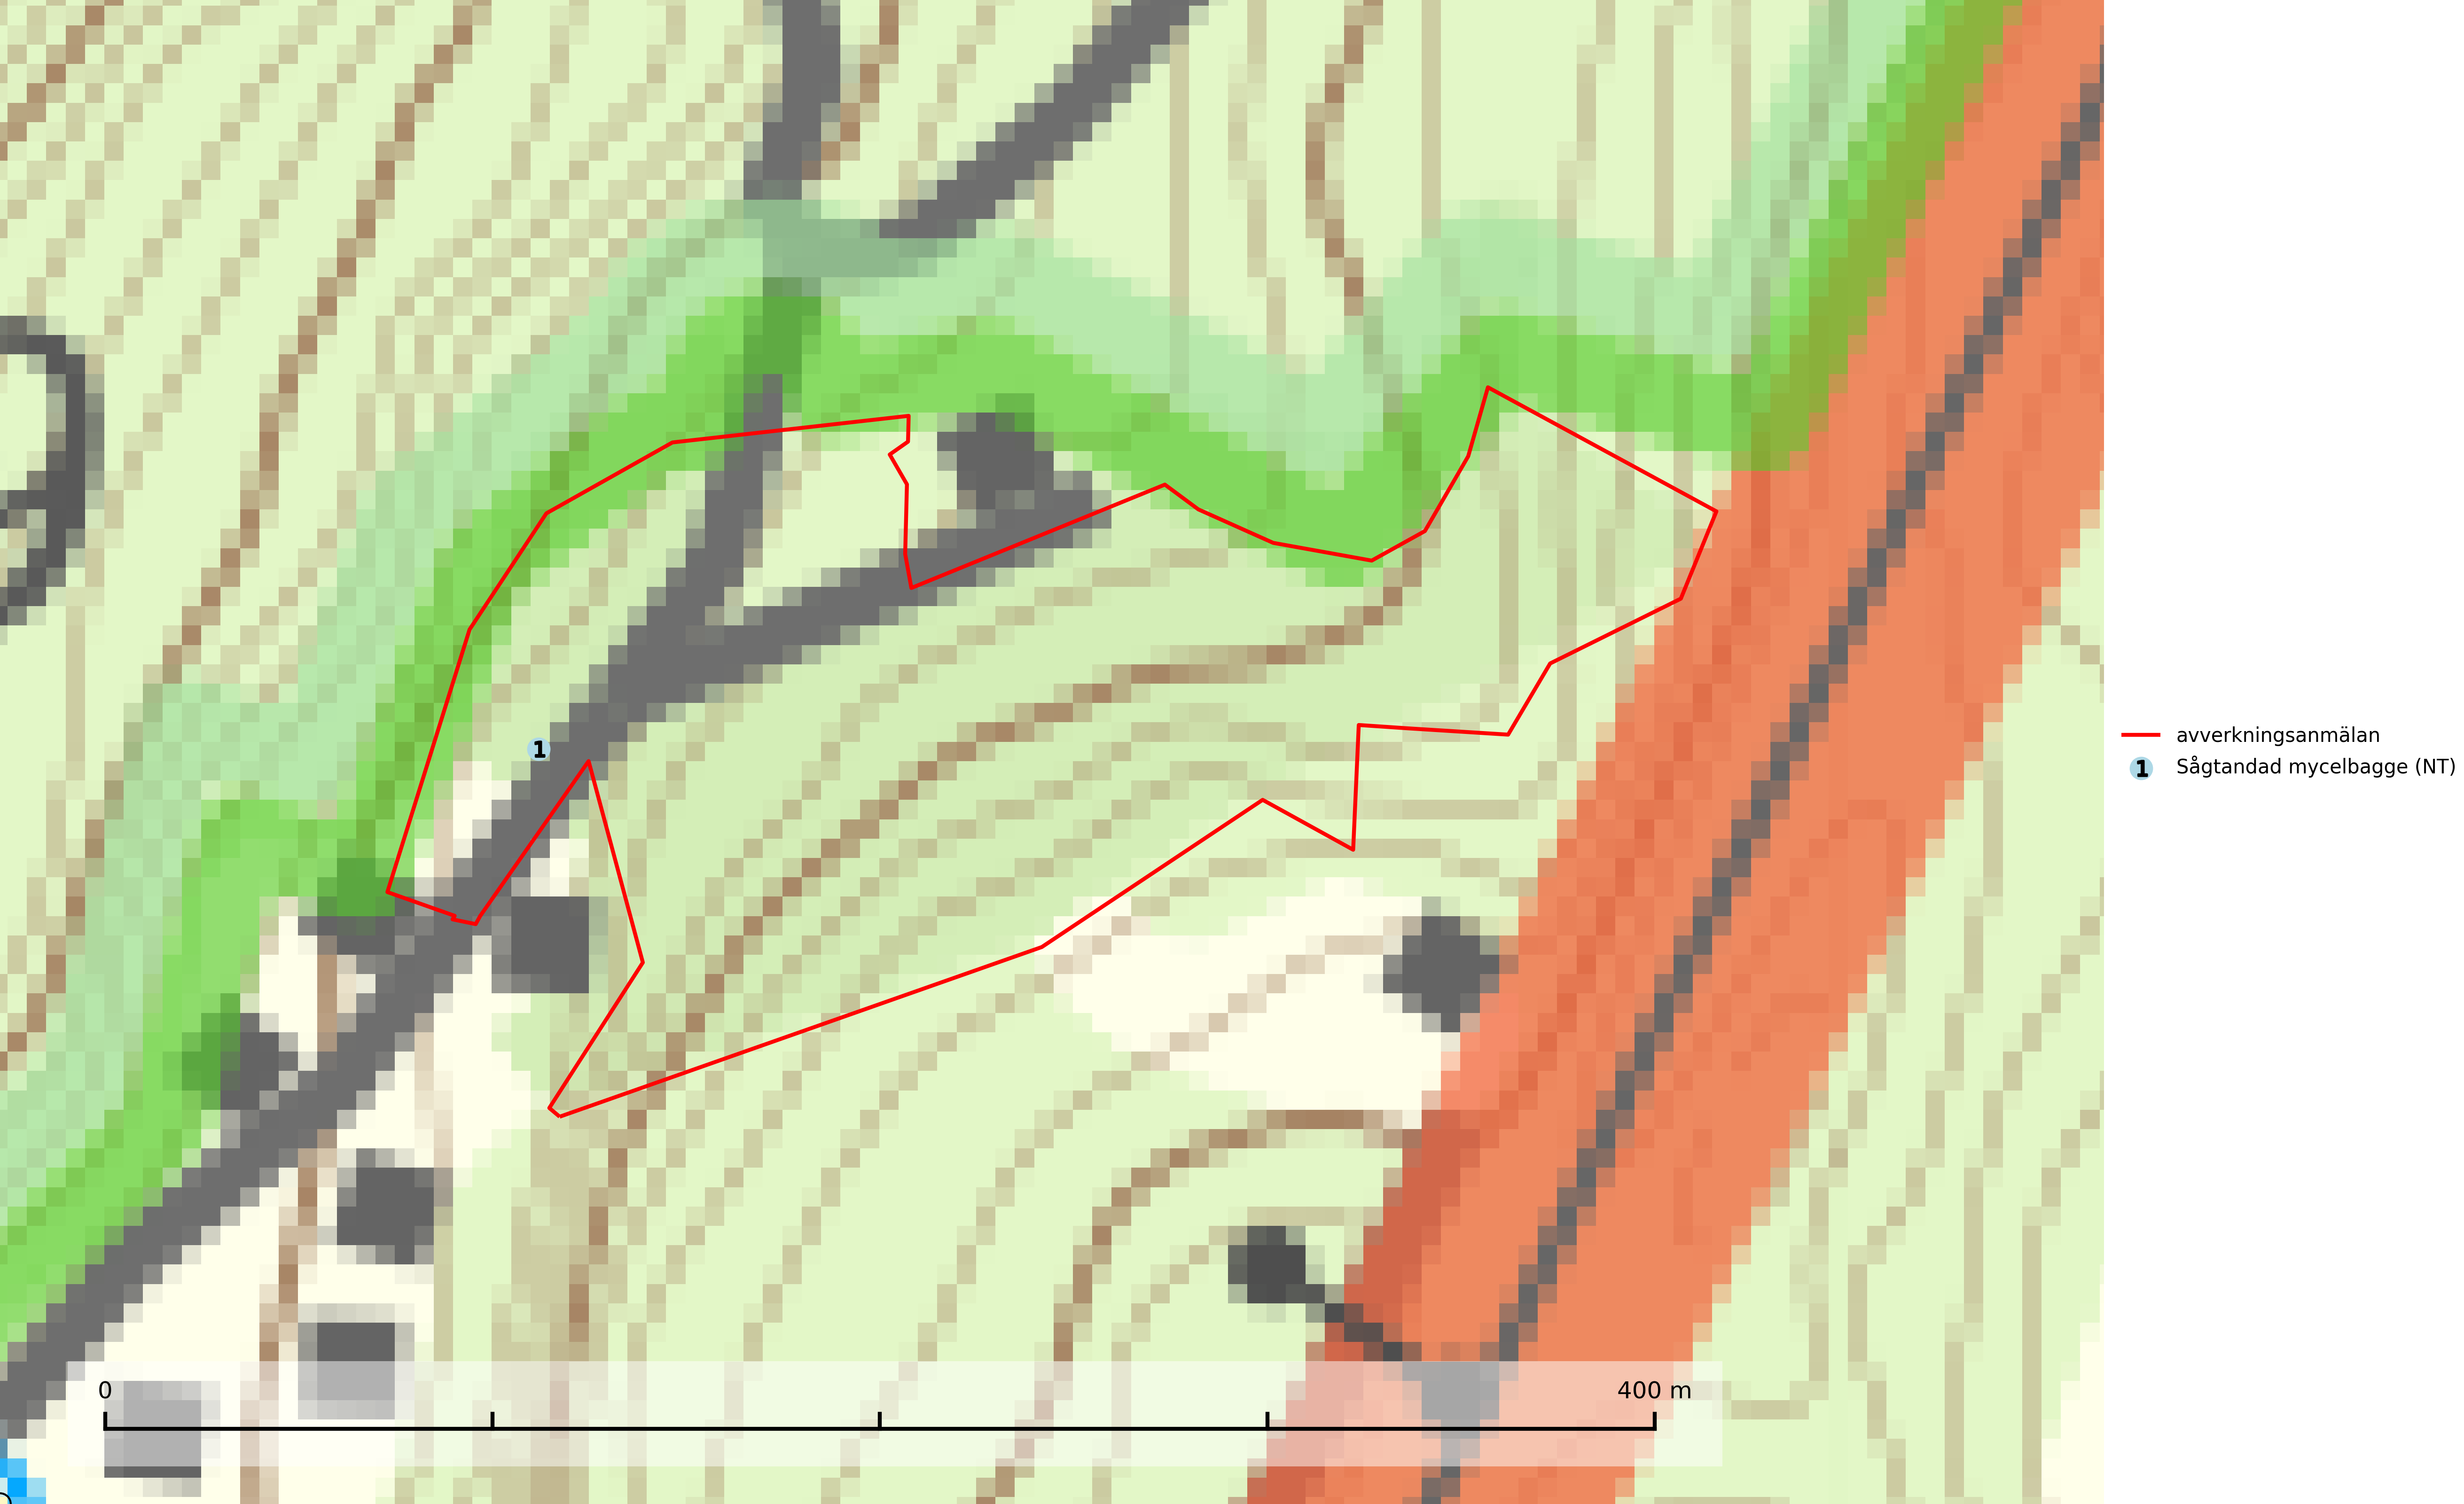 1
avverkningsanmälan
1 Sågtandad mycelbagge (NT)
0 400 m